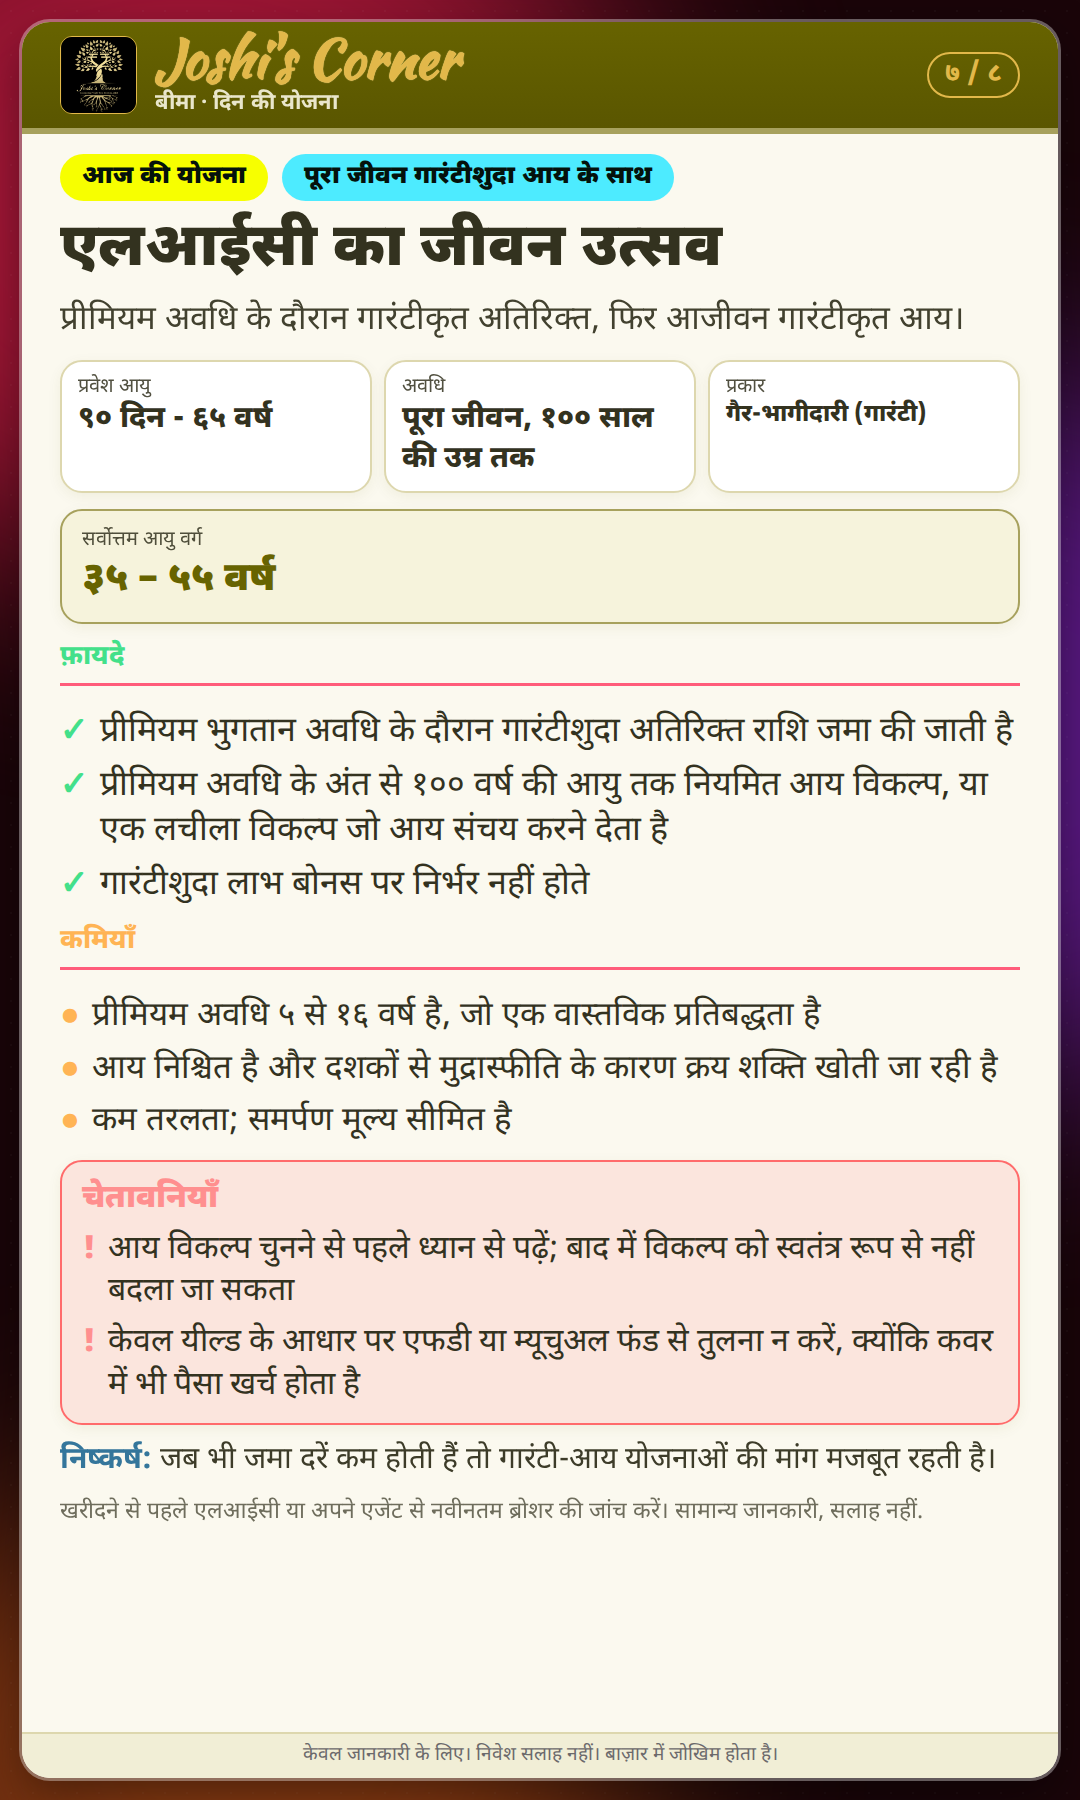 Joshi's Corner
Joshi's Corner
बीमा · दिन की योजना
७ / ८
आज की योजना
पूरा जीवन गारंटीशुदा आय के साथ
एलआईसी का जीवन उत्सव
प्रीमियम अवधि के दौरान गारंटीकृत अतिरिक्त, फिर आजीवन गारंटीकृत आय।
प्रवेश आयु
९० दिन - ६५ वर्ष
अवधि
पूरा जीवन, १०० साल
की उम्र तक
प्रकार
गैर-भागीदारी (गारंटी)
सर्वोत्तम आयु वर्ग
३५ – ५५ वर्ष
फ़ायदे
✓ प्रीमियम भुगतान अवधि के दौरान गारंटीशुदा अतिरिक्त राशि जमा की जाती है
✓ प्रीमियम अवधि के अंत से १०० वर्ष की आयु तक नियमित आय विकल्प, या
एक लचीला विकल्प जो आय संचय करने देता है
✓ गारंटीशुदा लाभ बोनस पर निर्भर नहीं होते
कमियाँ
● प्रीमियम अवधि ५ से १६ वर्ष है, जो एक वास्तविक प्रतिबद्धता है
● आय निश्चित है और दशकों से मुद्रास्फीति के कारण क्रय शक्ति खोती जा रही है
● कम तरलता; समर्पण मूल्य सीमित है
चेतावनियाँ
! आय विकल्प चुनने से पहले ध्यान से पढ़ें; बाद में विकल्प को स्वतंत्र रूप से नहीं
बदला जा सकता
! केवल यील्ड के आधार पर एफडी या म्यूचुअल फंड से तुलना न करें, क्योंकि कवर
में भी पैसा खर्च होता है
निष्कर्ष: जब भी जमा दरें कम होती हैं तो गारंटी-आय योजनाओं की मांग मजबूत रहती है।
खरीदने से पहले एलआईसी या अपने एजेंट से नवीनतम ब्रोशर की जांच करें। सामान्य जानकारी, सलाह नहीं.
केवल जानकारी के लिए। निवेश सलाह नहीं। बाज़ार में जोखिम होता है।